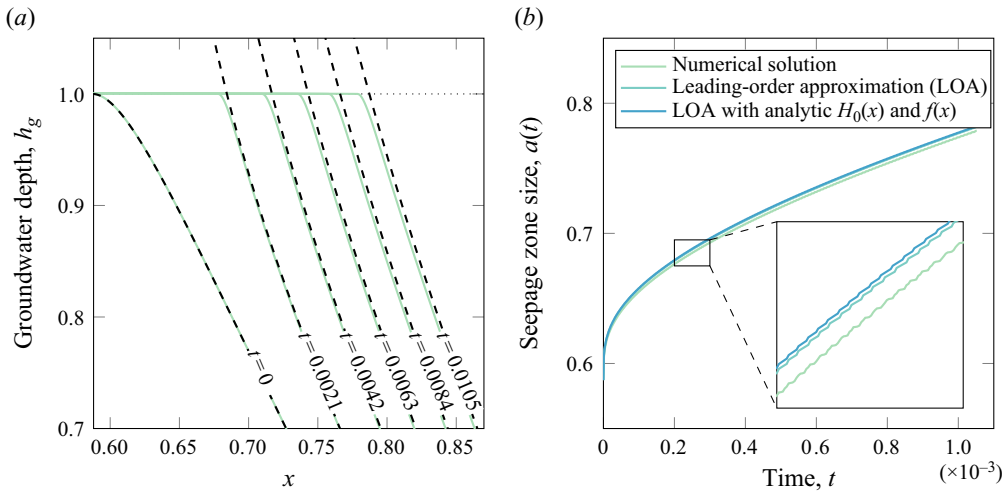 (a)
(b)
1.0
0.9
0.8
0.7
Groundwater depth, h_g
t = 0
t = 0.0021
t = 0.0042
t = 0.0063
t = 0.0084
t = 0.0105
0.60 0.65 0.70 0.75 0.80 0.85
x
Numerical solution
Leading-order approximation (LOA)
LOA with analytic H_0(x) and f(x)
0.8
0.7
0.6
Seepage zone size, a(t)
0 0.2 0.4 0.6 0.8 1.0
(×10⁻³)
Time, t